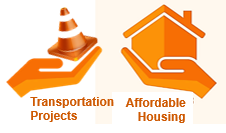 Transportation
Projects
Affordable
Housing